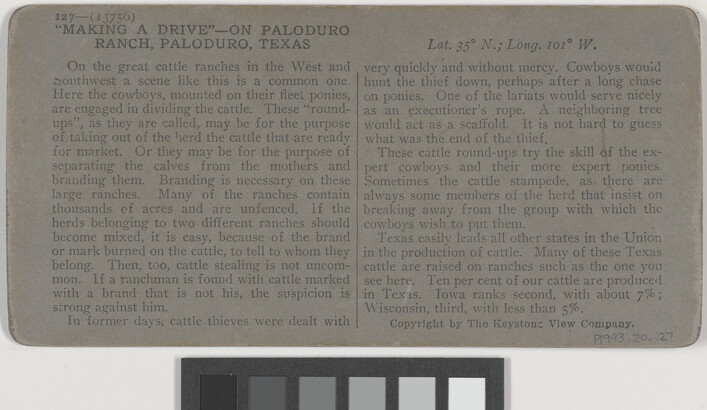 127—(13756)
"MAKING A DRIVE"—ON PALODURO
RANCH, PALODURO, TEXAS
Lat. 35° N.; Long. 101° W.
On the great cattle ranches in the West and
Southwest a scene like this is a common one.
Here the cowboys, mounted on their fleet ponies,
are engaged in dividing the cattle. These "round-
ups", as they are called, may be for the purpose
of taking out of the herd the cattle that are ready
for market. Or they may be for the purpose of
separating the calves from the mothers and
branding them. Branding is necessary on these
large ranches. Many of the ranches contain
thousands of acres and are unfenced. If the
herds belonging to two different ranches should
become mixed, it is easy, because of the brand
or mark burned on the cattle, to tell to whom they
belong. Then, too, cattle stealing is not uncom-
mon. If a ranchman is found with cattle marked
with a brand that is not his, the suspicion is
strong against him.
In former days, cattle thieves were dealt with
very quickly and without mercy. Cowboys would
hunt the thief down, perhaps after a long chase
on ponies. One of the lariats would serve nicely
as an executioner's rope. A neighboring tree
would act as a scaffold. It is not hard to guess
what was the end of the thief.
These cattle round-ups try the skill of the ex-
pert cowboys and their more expert ponies.
Sometimes the cattle stampede, as there are
always some members of the herd that insist on
breaking away from the group with which the
cowboys wish to put them.
Texas easily leads all other states in the Union
in the production of cattle. Many of these Texas
cattle are raised on ranches such as the one you
see here. Ten per cent of our cattle are produced
in Texas. Iowa ranks second, with about 7%;
Wisconsin, third, with less than 5%.
Copyright by The Keystone View Company.
P1993.20.27